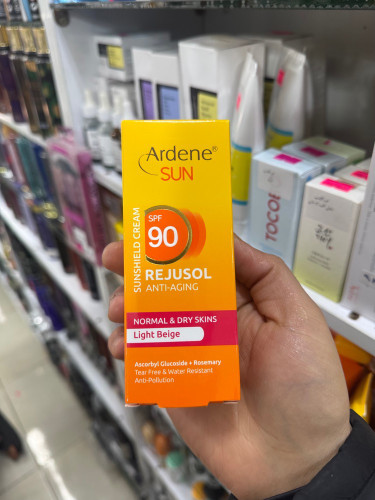 Ardene®
SUN
SUNSHIELD CREAM
SPF
90
REJUSOL
ANTI-AGING
NORMAL & DRY SKINS
Light Beige
Ascorbyl Glucoside + Rosemary
Tear Free & Water Resistant
Anti-Pollution
TOCOB